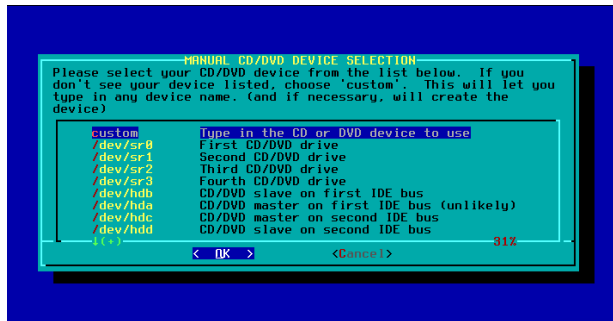 MANUAL CD/DVD DEVICE SELECTION
Please select your CD/DVD device from the list below.  If you
don't see your device listed, choose 'custom'.  This will let you
type in any device name. (and if necessary, will create the
device)
custom Type in the CD or DVD device to use
/dev/sr0 First CD/DVD drive
/dev/sr1 Second CD/DVD drive
/dev/sr2 Third CD/DVD drive
/dev/sr3 Fourth CD/DVD drive
/dev/hdb CD/DVD slave on first IDE bus
/dev/hda CD/DVD master on first IDE bus (unlikely)
/dev/hdc CD/DVD master on second IDE bus
/dev/hdd CD/DVD slave on second IDE bus
↓(+) 31%
< OK > <Cancel>